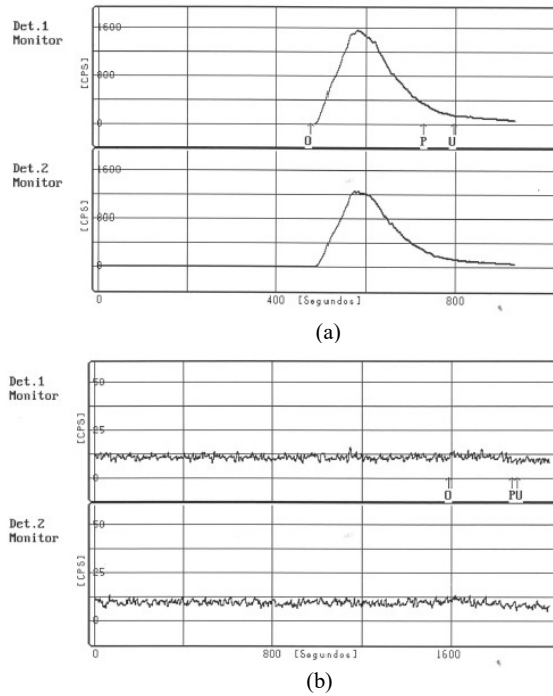 Det.1
Monitor
[CPS]
1600
800
0
O P U
Det.2
Monitor
[CPS]
1600
800
0 400 [Segundos] 800
(a)
Det.1
Monitor
[CPS]
50
25
0
O PU
Det.2
Monitor
[CPS]
50
25
0
0 800 [Segundos] 1600
(b)